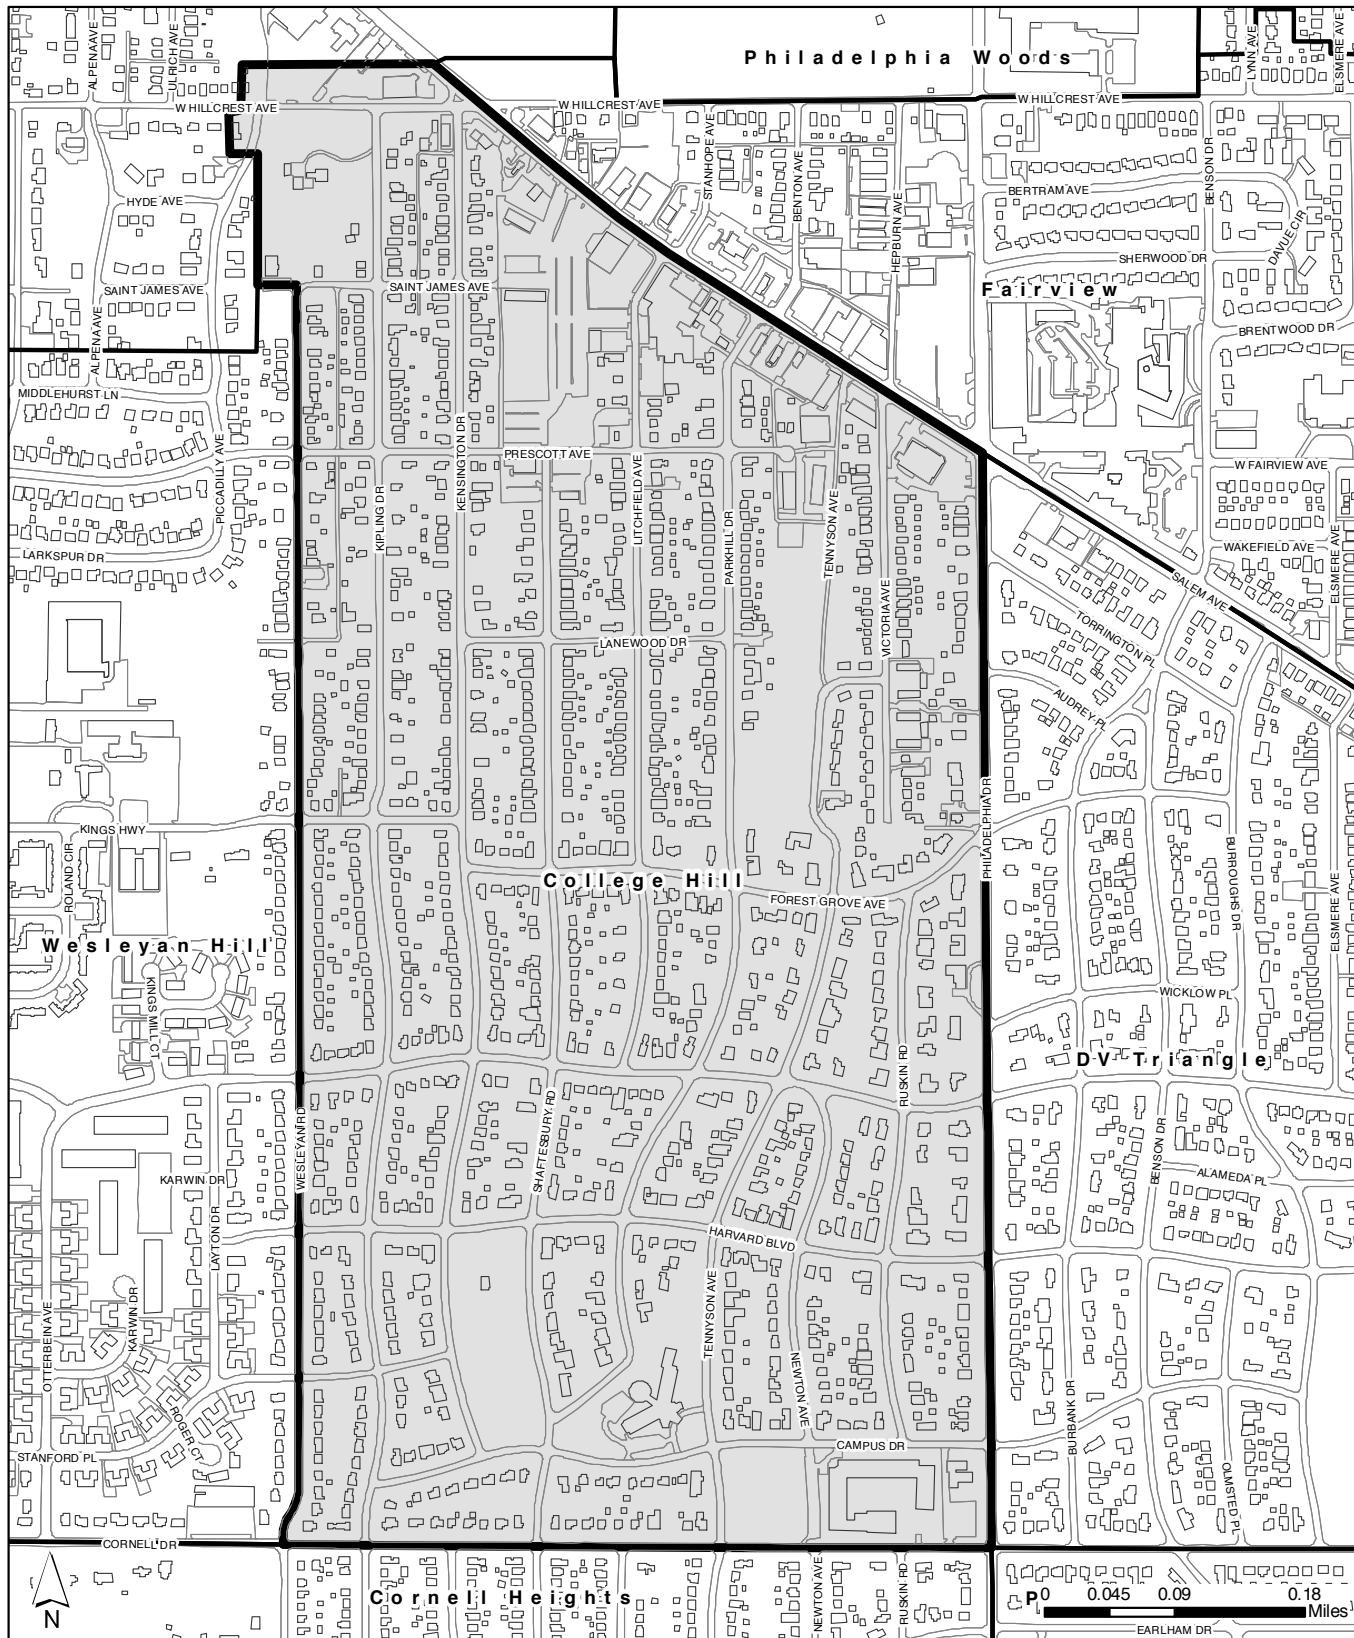 ALPENA AVE
ULRICH AVE
Philadelphia Woods
LYNN AVE
ELSMERE AVE
W HILLCREST AVE
W HILLCREST AVE
W HILLCREST AVE
STANHOPE AVE
BENTON AVE
BENSON DR
BERTRAM AVE
HYDE AVE
HEPBURN AVE
DAVUE CIR
SHERWOOD DR
SAINT JAMES AVE
SAINT JAMES AVE
Fairview
ALPENA AVE
BRENTWOOD DR
MIDDLEHURST LN
PICCADILLY AVE
KENSINGTON DR
PRESCOTT AVE
LITCHFIELD AVE
W FAIRVIEW AVE
KIPLING DR
PARKHILL DR
TENNYSON AVE
LARKSPUR DR
WAKEFIELD AVE
ELSMERE AVE
SALEM AVE
VICTORIA AVE
LANEWOOD DR
TORRINGTON PL
AUDREY PL
PHILADELPHIA DR
KINGS HWY
ROLAND CIR
College Hill
FOREST GROVE AVE
BURROUGHS DR
ELSMERE AVE
Wesleyan Hill
KINGS MILL CT
WICKLOW PL
DV Triangle
RUSKIN RD
WESLEYAN RD
SHAFTESBURY RD
BENSON DR
KARWIN DR
ALAMEDA PL
LAYTON DR
HARVARD BLVD
OTTERBEIN AVE
KARWIN DR
TENNYSON AVE
NEWTON AVE
BURBANK DR
ROGER CT
CAMPUS DR
STANFORD PL
OLMSTED PL
CORNELL DR
N
Cornell Heights
NEWTON AVE
RUSKIN RD
P
0 0.045 0.09 0.18
Miles
EARLHAM DR